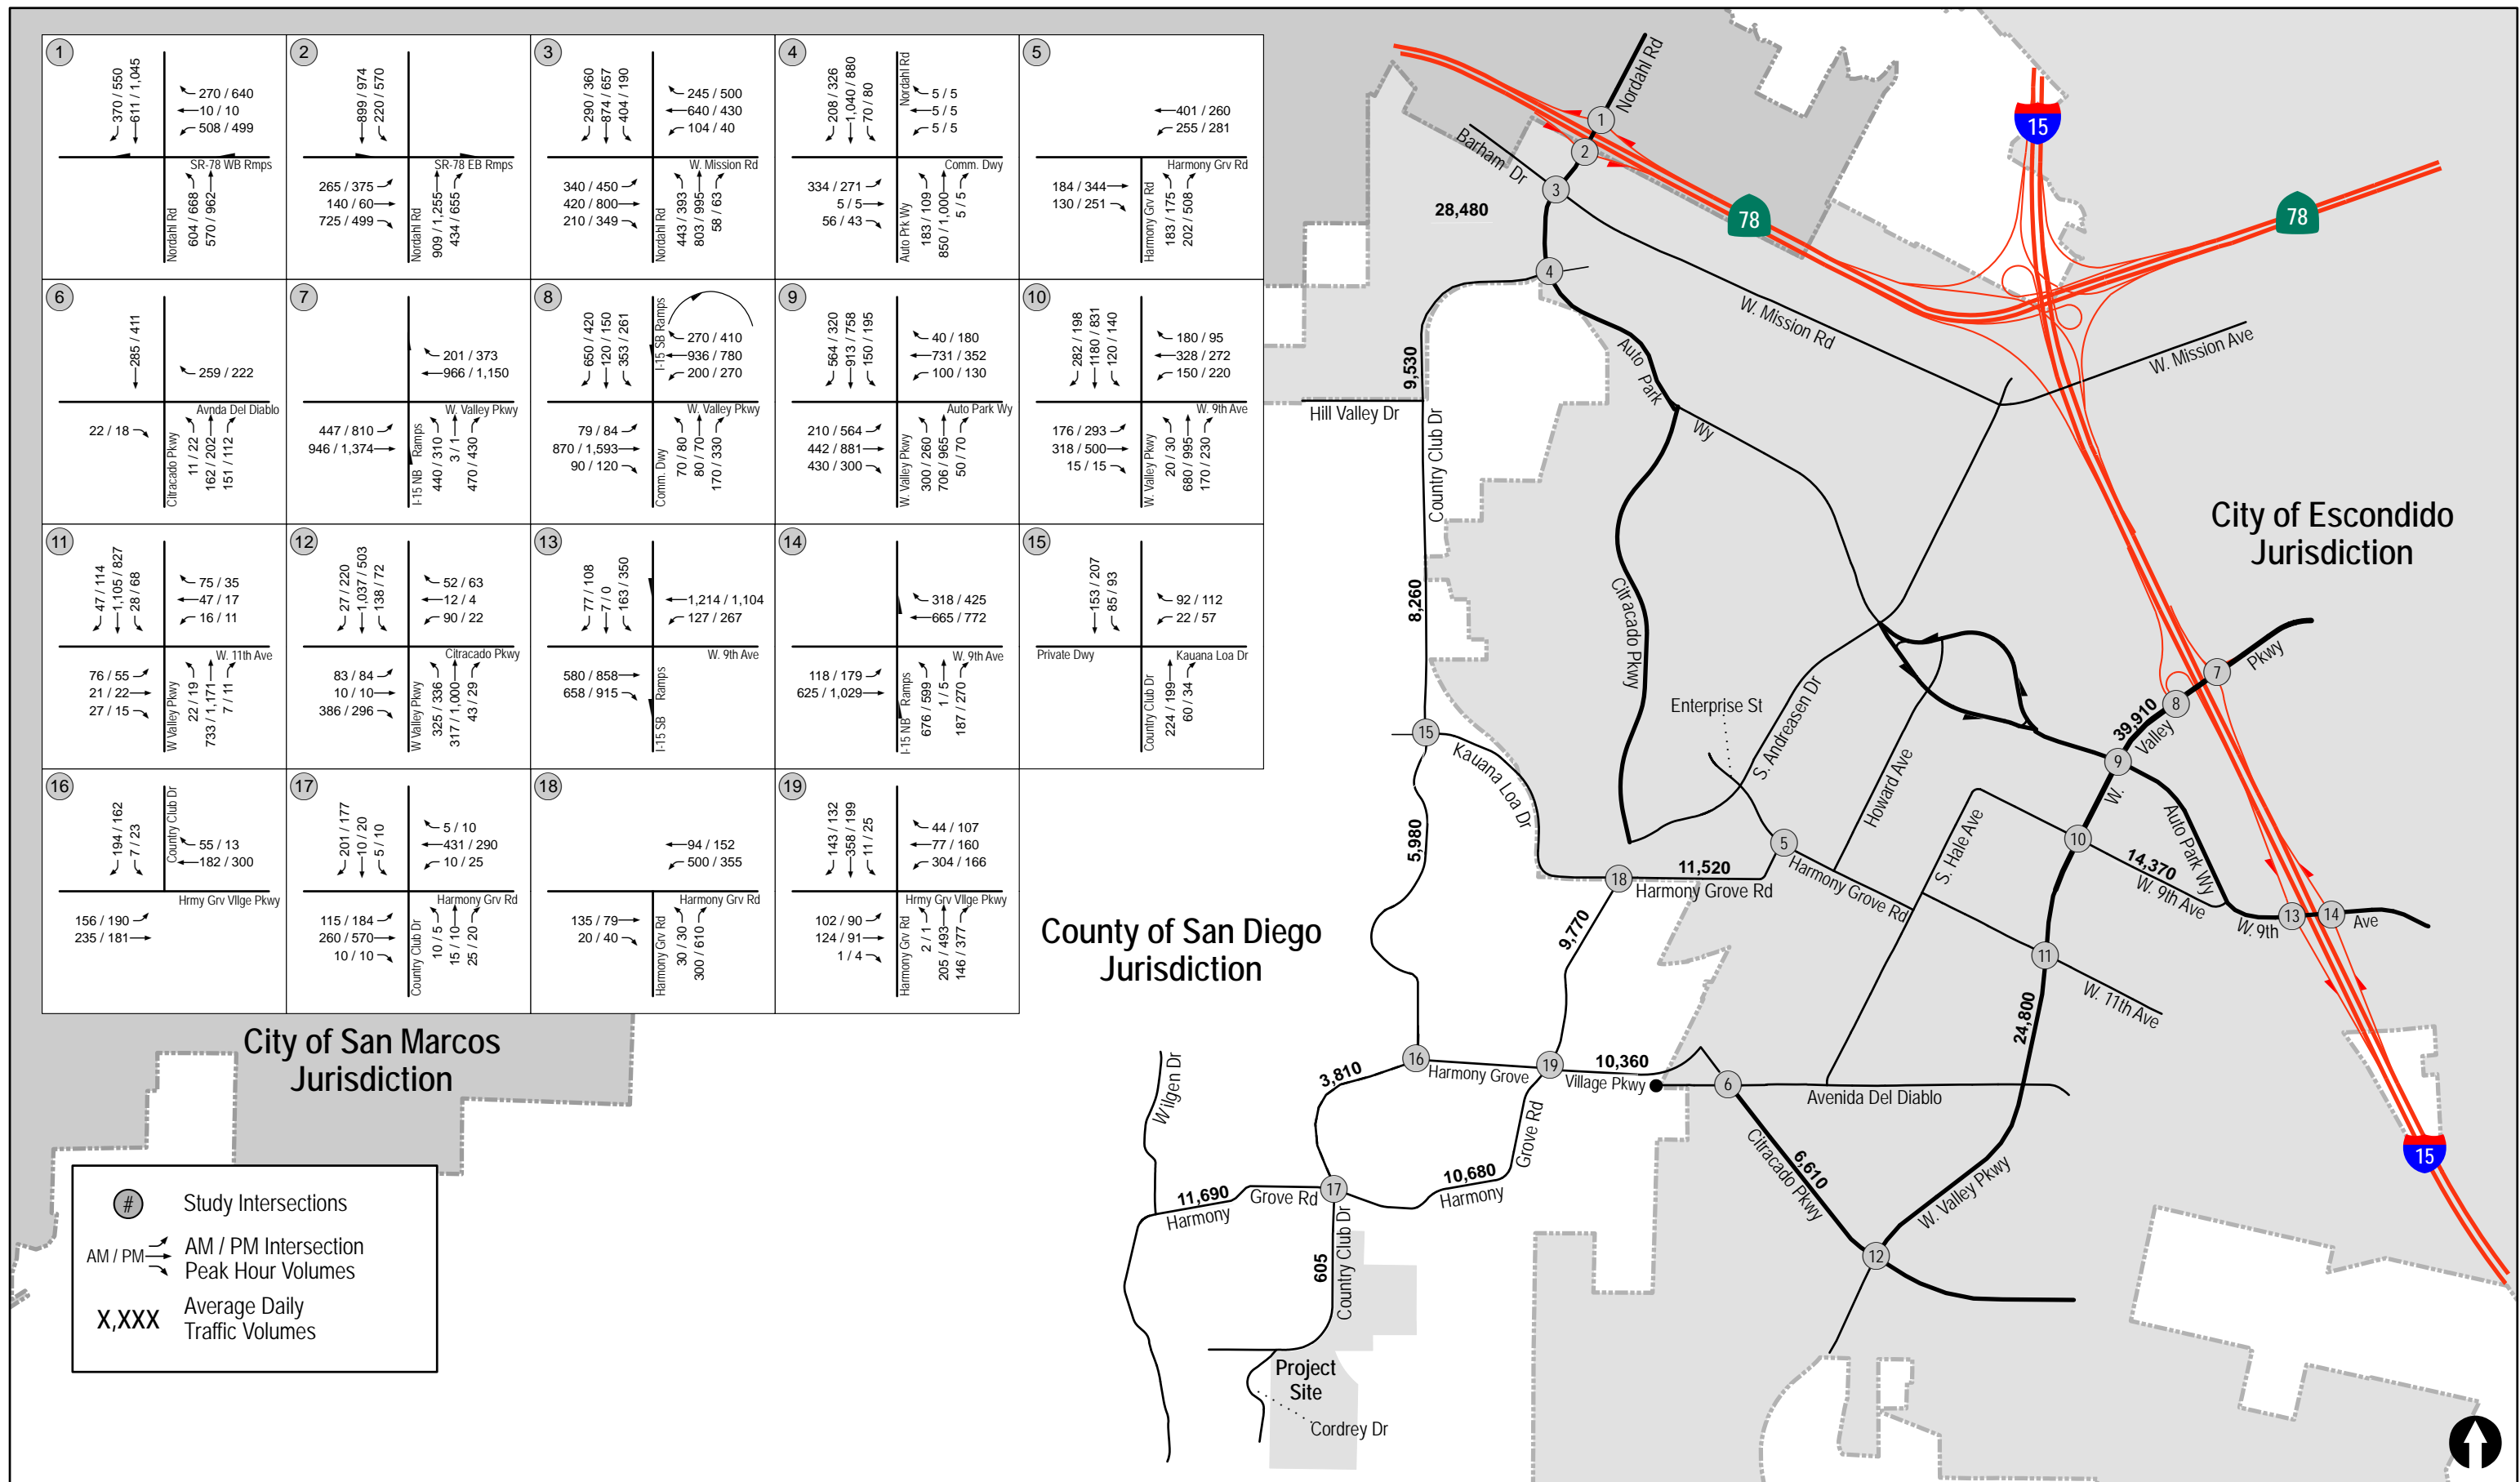 1
370 / 550
611 / 1,045
270 / 640
10 / 10
508 / 499
SR-78 WB Rmps
Nordahl Rd
604 / 668
570 / 962
2
899 / 974
220 / 570
SR-78 EB Rmps
265 / 375
140 / 60
725 / 499
Nordahl Rd
909 / 1,255
434 / 655
3
290 / 360
874 / 657
404 / 190
245 / 500
640 / 430
104 / 40
W. Mission Rd
340 / 450
420 / 800
210 / 349
Nordahl Rd
443 / 393
803 / 995
58 / 63
4
208 / 326
1,040 / 880
70 / 80
Nordahl Rd
5 / 5
5 / 5
5 / 5
Comm. Dwy
334 / 271
5 / 5
56 / 43
Auto Prk Wy
183 / 109
850 / 1,000
5 / 5
5
401 / 260
255 / 281
Harmony Grv Rd
184 / 344
130 / 251
Harmony Grv Rd
183 / 175
202 / 508
6
285 / 411
259 / 222
Avnda Del Diablo
22 / 18
Citracado Pkwy
11 / 22
162 / 202
151 / 112
7
201 / 373
966 / 1,150
W. Valley Pkwy
447 / 810
946 / 1,374
I-15 NB Ramps
440 / 310
3 / 1
470 / 430
8
650 / 420
120 / 150
353 / 261
I-15 SB Ramps
270 / 410
936 / 780
200 / 270
W. Valley Pkwy
79 / 84
870 / 1,593
90 / 120
Comm. Dwy
70 / 80
80 / 70
170 / 330
9
564 / 320
913 / 758
150 / 195
40 / 180
731 / 352
100 / 130
Auto Park Wy
210 / 564
442 / 881
430 / 300
W. Valley Pkwy
300 / 260
706 / 965
50 / 70
10
282 / 198
1180 / 831
120 / 140
180 / 95
328 / 272
150 / 220
W. 9th Ave
176 / 293
318 / 500
15 / 15
W. Valley Pkwy
20 / 30
680 / 995
170 / 230
11
47 / 114
1,105 / 827
28 / 68
75 / 35
47 / 17
16 / 11
W. 11th Ave
76 / 55
21 / 22
27 / 15
W Valley Pkwy
22 / 19
733 / 1,171
7 / 11
12
27 / 220
1,037 / 503
138 / 72
52 / 63
12 / 4
90 / 22
Citracado Pkwy
83 / 84
10 / 10
386 / 296
W Valley Pkwy
325 / 336
317 / 1,000
43 / 29
13
77 / 108
7 / 0
163 / 350
1,214 / 1,104
127 / 267
W. 9th Ave
580 / 858
658 / 915
I-15 SB Ramps
14
318 / 425
665 / 772
W. 9th Ave
118 / 179
625 / 1,029
I-15 NB Ramps
676 / 599
1 / 5
187 / 270
15
153 / 207
85 / 93
92 / 112
22 / 57
Private Dwy
Kauana Loa Dr
Country Club Dr
224 / 199
60 / 34
16
194 / 162
7 / 23
Country Club Dr
55 / 13
182 / 300
Hrmy Grv Vllge Pkwy
156 / 190
235 / 181
17
201 / 177
10 / 20
5 / 10
5 / 10
431 / 290
10 / 25
Harmony Grv Rd
115 / 184
260 / 570
10 / 10
Country Club Dr
10 / 5
15 / 10
25 / 20
18
94 / 152
500 / 355
Harmony Grv Rd
135 / 79
20 / 40
Harmony Grv Rd
30 / 30
300 / 610
19
143 / 132
358 / 199
11 / 25
44 / 107
77 / 160
304 / 166
Hrmy Grv Vllge Pkwy
102 / 90
124 / 91
1 / 4
Harmony Grv Rd
2 / 1
205 / 493
146 / 377
Nordahl Rd
1
2
3
4
Barham Dr
28,480
15
78
78
W. Mission Rd
W. Mission Ave
Auto Park
Wy
9,530
Hill Valley Dr
Country Club Dr
8,260
Citracado Pkwy
City of Escondido
Jurisdiction
Enterprise St
S. Andreasen Dr
Howard Ave
7
Pkwy
8
39,910
Valley
9
W.
15
Kauana Loa Dr
5,980
S. Hale Ave
10
Auto Park Wy
14,370
W. 9th Ave
5
18
11,520
Harmony Grove Rd
Harmony Grove Rd
13
14
W. 9th
Ave
9,770
County of San Diego
Jurisdiction
11
W. 11th Ave
24,800
16
Harmony Grove
19
10,360
Village Pkwy
6
Avenida Del Diablo
3,810
Wilgen Dr
Grove Rd
Citracado Pkwy
6,610
W. Valley Pkwy
12
15
11,690
Harmony
Grove Rd
17
10,680
Harmony
605
Country Club Dr
Project
Site
Cordrey Dr
City of San Marcos
Jurisdiction
# Study Intersections
AM / PM
AM / PM Intersection
Peak Hour Volumes
X,XXX
Average Daily
Traffic Volumes